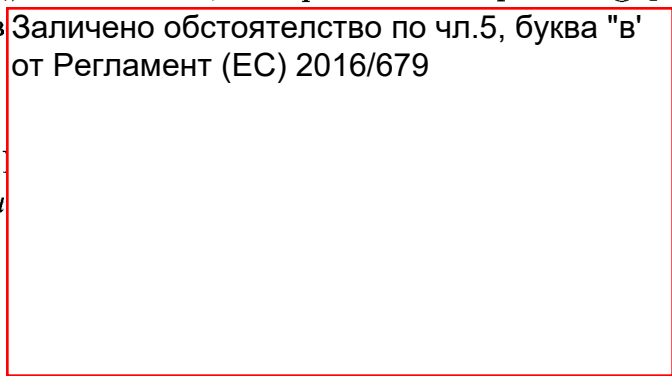 Заличено обстоятелство по чл.5, буква "в'
от Регламент (ЕС) 2016/679